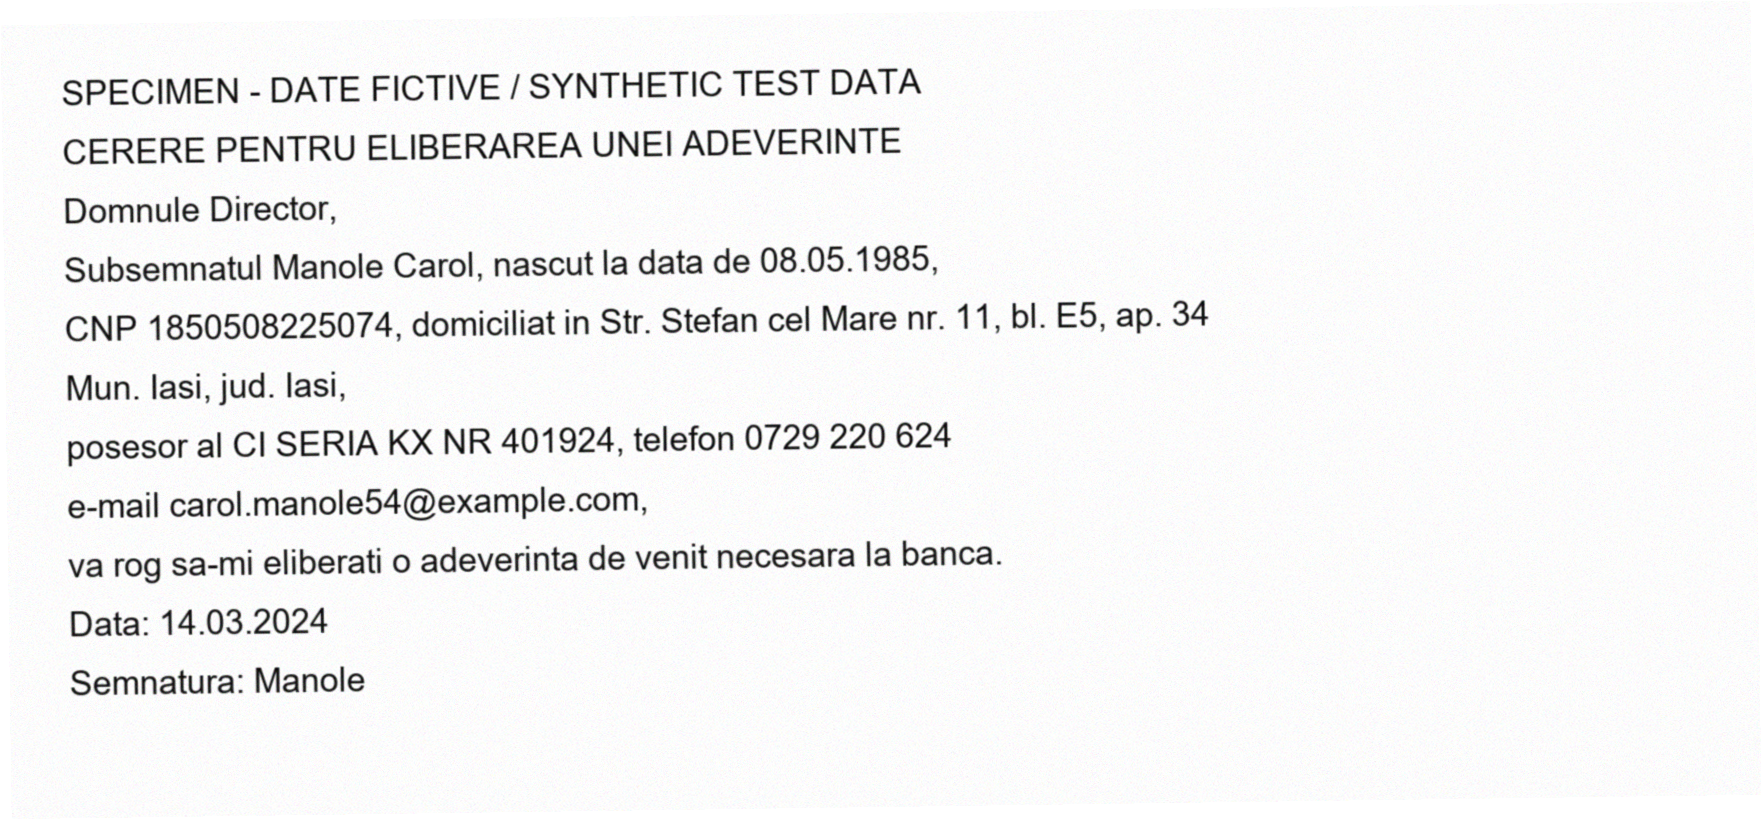 SPECIMEN - DATE FICTIVE / SYNTHETIC TEST DATA
CERERE PENTRU ELIBERAREA UNEI ADEVERINTE
Domnule Director,
Subsemnatul Manole Carol, nascut la data de 08.05.1985,
CNP 1850508225074, domiciliat in Str. Stefan cel Mare nr. 11, bl. E5, ap. 34
Mun. Iasi, jud. Iasi,
posesor al CI SERIA KX NR 401924, telefon 0729 220 624
e-mail carol.manole54@example.com,
va rog sa-mi eliberati o adeverinta de venit necesara la banca.
Data: 14.03.2024
Semnatura: Manole